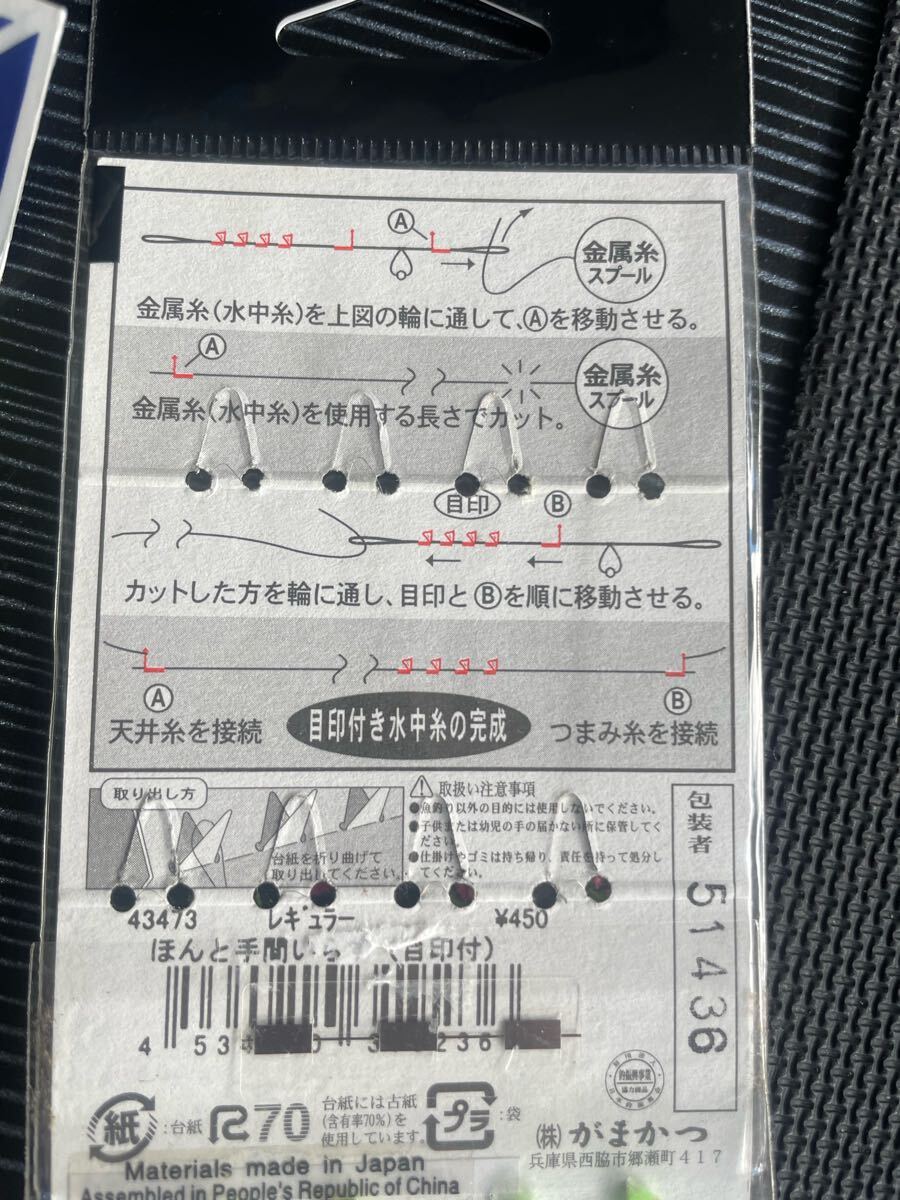 Ⓐ
金属糸
スプール
金属糸(水中糸)を上図の輪に通して、Ⓐを移動させる。
Ⓐ
金属糸
スプール
金属糸(水中糸)を使用する長さでカット。
目印 Ⓑ
カットした方を輪に通し、目印とⒷを順に移動させる。
Ⓐ Ⓑ
天井糸を接続 目印付き水中糸の完成 つまみ糸を接続
取り出し方
台紙を折り曲げて
取り出してください。
取扱い注意事項
●魚釣り以外の目的には使用しないでください。
●子供または幼児の手の届かない所に保管してく
ださい。
●仕掛けやゴミは持ち帰り、責任を持って処分し
てください。
包装者 51436
43473 レギュラー ¥450
ほんと手間いら (目印付)
4 53 236
紙 :台紙 R70
台紙には古紙
(含有率70%)を
使用しています。
プラ :袋
㈱がまかつ
兵庫県西脇市郷瀬町417
Materials made in Japan
Assembled in People's Republic of China